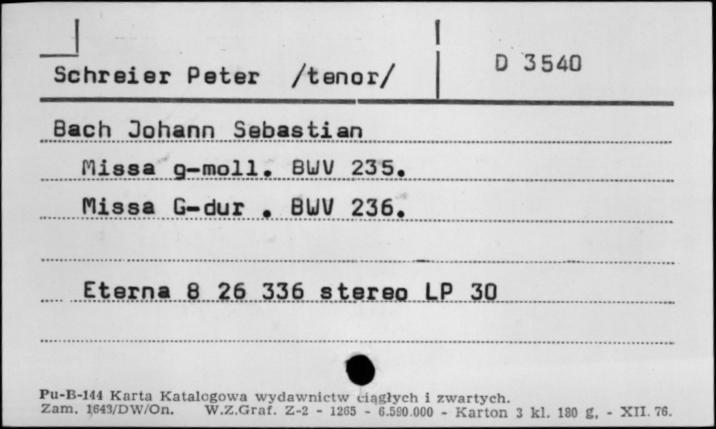 Schreier Peter /tenor/ D 3540
Bach Johann Sebastian
Missa g-moll. BWV 235.
Missa G-dur . BWV 236.
Eterna 8 26 336 stereo LP 30
Pu-B-144 Karta Katalogowa wydawnictw ciągłych i zwartych.
Zam. 1643/DW/On. W.Z.Graf. Z-2 - 1265 - 6.590.000 - Karton 3 kl. 180 g. - XII. 76.